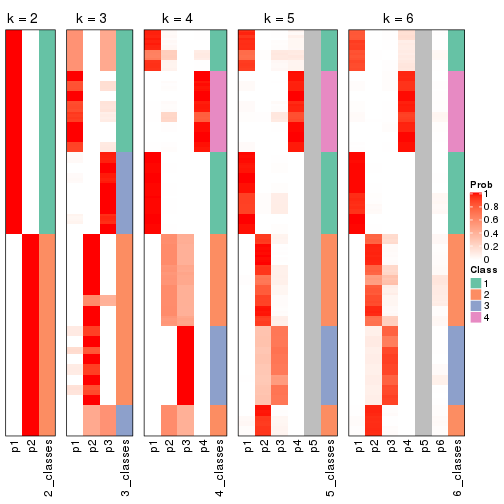 k = 2
k = 3
k = 4
k = 5
k = 6
p1
p2
2_classes
p1
p2
p3
3_classes
p1
p2
p3
p4
4_classes
p1
p2
p3
p4
p5
5_classes
p1
p2
p3
p4
p5
p6
6_classes
Prob
1
0.8
0.6
0.4
0.2
0
Class
1
2
3
4